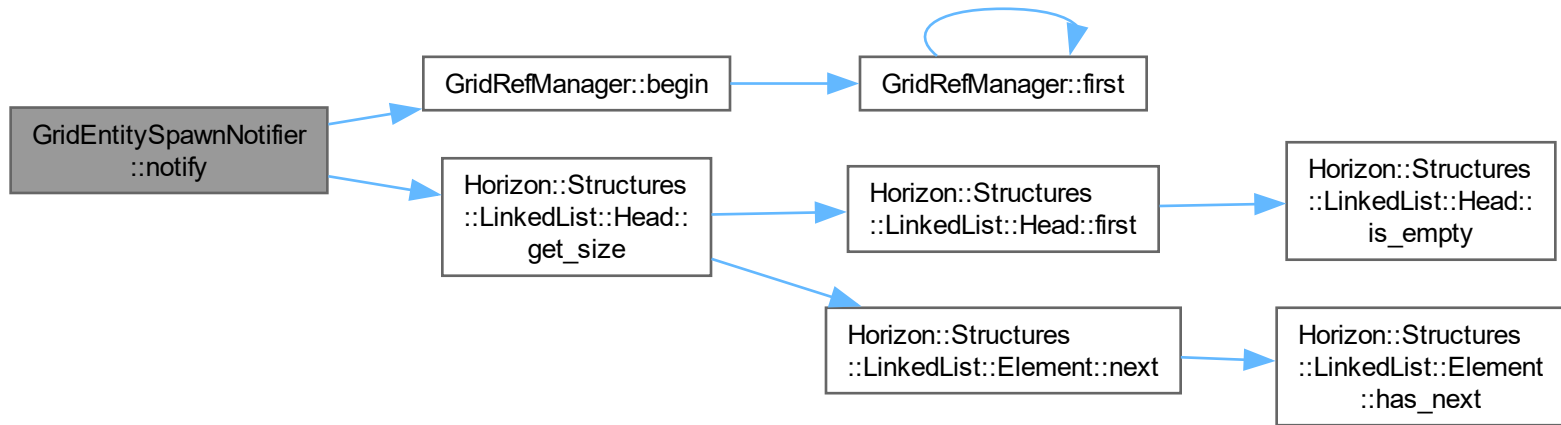 GridEntitySpawnNotifier
::notify
GridRefManager::begin
GridRefManager::first
Horizon::Structures
::LinkedList::Head::
get_size
Horizon::Structures
::LinkedList::Head::first
Horizon::Structures
::LinkedList::Head::
is_empty
Horizon::Structures
::LinkedList::Element::next
Horizon::Structures
::LinkedList::Element
::has_next